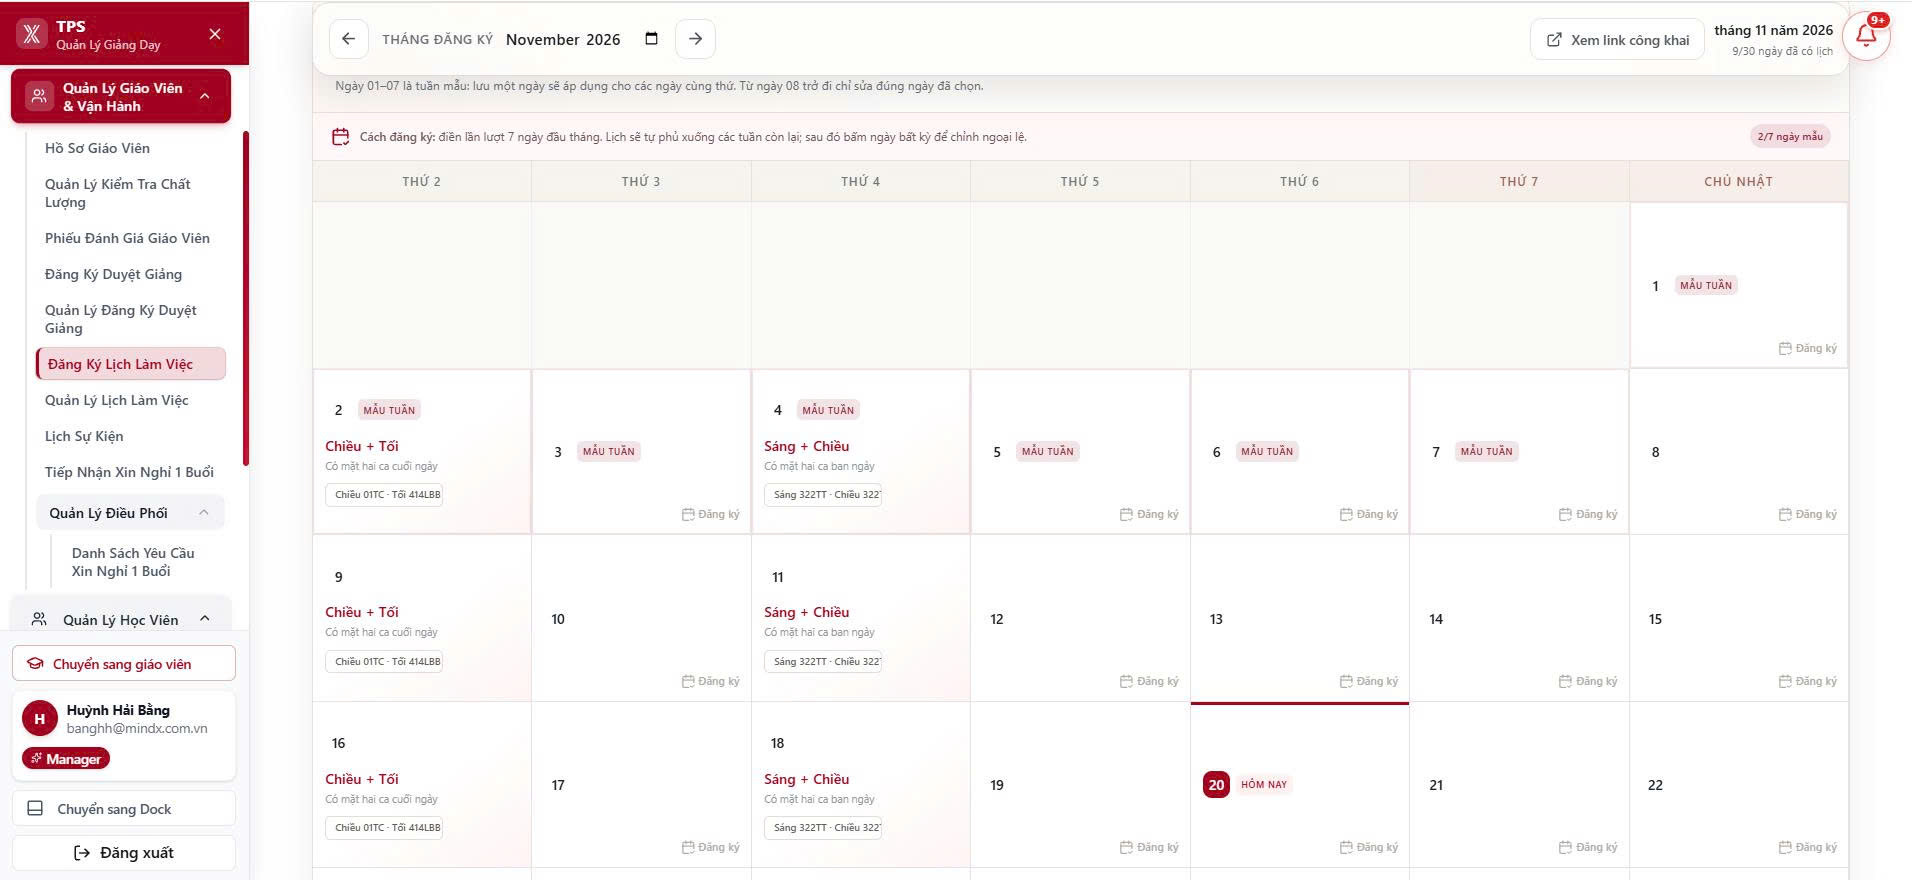 TPS
Quản Lý Giảng Dạy
Quản Lý Giáo Viên
& Vận Hành
Hồ Sơ Giáo Viên
Quản Lý Kiểm Tra Chất
Lượng
Phiếu Đánh Giá Giáo Viên
Đăng Ký Duyệt Giảng
Quản Lý Đăng Ký Duyệt
Giảng
Đăng Ký Lịch Làm Việc
Quản Lý Lịch Làm Việc
Lịch Sự Kiện
Tiếp Nhận Xin Nghỉ 1 Buổi
Quản Lý Điều Phối
Danh Sách Yêu Cầu
Xin Nghỉ 1 Buổi
Quản Lý Học Viên
Chuyển sang giáo viên
H
Huỳnh Hải Bằng
banghh@mindx.com.vn
Manager
Chuyển sang Dock
Đăng xuất
THÁNG ĐĂNG KÝ November 2026
Xem link công khai
tháng 11 năm 2026
9/30 ngày đã có lịch
9+
Ngày 01–07 là tuần mẫu: lưu một ngày sẽ áp dụng cho các ngày cùng thứ. Từ ngày 08 trở đi chỉ sửa đúng ngày đã chọn.
Cách đăng ký: điền lần lượt 7 ngày đầu tháng. Lịch sẽ tự phủ xuống các tuần còn lại; sau đó bấm ngày bất kỳ để chỉnh ngoại lệ.
2/7 ngày mẫu
THỨ 2 THỨ 3 THỨ 4 THỨ 5 THỨ 6 THỨ 7 CHỦ NHẬT
1 MẪU TUẦN
Đăng ký
2 MẪU TUẦN
Chiều + Tối
Có mặt hai ca cuối ngày
Chiều 01TC · Tối 414LBB
3 MẪU TUẦN
Đăng ký
4 MẪU TUẦN
Sáng + Chiều
Có mặt hai ca ban ngày
Sáng 322TT · Chiều 322T
5 MẪU TUẦN
Đăng ký
6 MẪU TUẦN
Đăng ký
7 MẪU TUẦN
Đăng ký
8
Đăng ký
9
Chiều + Tối
Có mặt hai ca cuối ngày
Chiều 01TC · Tối 414LBB
10
Đăng ký
11
Sáng + Chiều
Có mặt hai ca ban ngày
Sáng 322TT · Chiều 322T
12
Đăng ký
13
Đăng ký
14
Đăng ký
15
Đăng ký
16
Chiều + Tối
Có mặt hai ca cuối ngày
Chiều 01TC · Tối 414LBB
17
Đăng ký
18
Sáng + Chiều
Có mặt hai ca ban ngày
Sáng 322TT · Chiều 322T
19
Đăng ký
20 HÔM NAY
Đăng ký
21
Đăng ký
22
Đăng ký